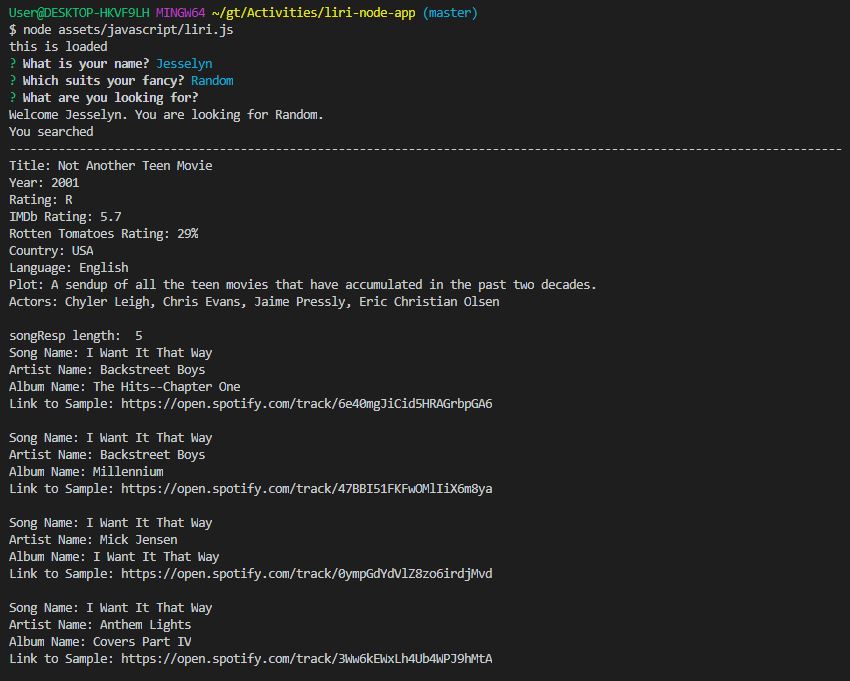 User@DESKTOP-HKVF9LH MINGW64 ~/gt/Activities/liri-node-app (master)
$ node assets/javascript/liri.js
this is loaded
? What is your name? Jesselyn
? Which suits your fancy? Random
? What are you looking for?
Welcome Jesselyn. You are looking for Random.
You searched
-----------------------------------------------------------------------------------------------------------------------
Title: Not Another Teen Movie
Year: 2001
Rating: R
IMDb Rating: 5.7
Rotten Tomatoes Rating: 29%
Country: USA
Language: English
Plot: A sendup of all the teen movies that have accumulated in the past two decades.
Actors: Chyler Leigh, Chris Evans, Jaime Pressly, Eric Christian Olsen
songResp length:  5
Song Name: I Want It That Way
Artist Name: Backstreet Boys
Album Name: The Hits--Chapter One
Link to Sample: https://open.spotify.com/track/6e40mgJiCid5HRAGrbpGA6
Song Name: I Want It That Way
Artist Name: Backstreet Boys
Album Name: Millennium
Link to Sample: https://open.spotify.com/track/47BBI51FKFwOMlIiX6m8ya
Song Name: I Want It That Way
Artist Name: Mick Jensen
Album Name: I Want It That Way
Link to Sample: https://open.spotify.com/track/0ympGdYdVlZ8zo6irdjMvd
Song Name: I Want It That Way
Artist Name: Anthem Lights
Album Name: Covers Part IV
Link to Sample: https://open.spotify.com/track/3Ww6kEWxLh4Ub4WPJ9hMtA